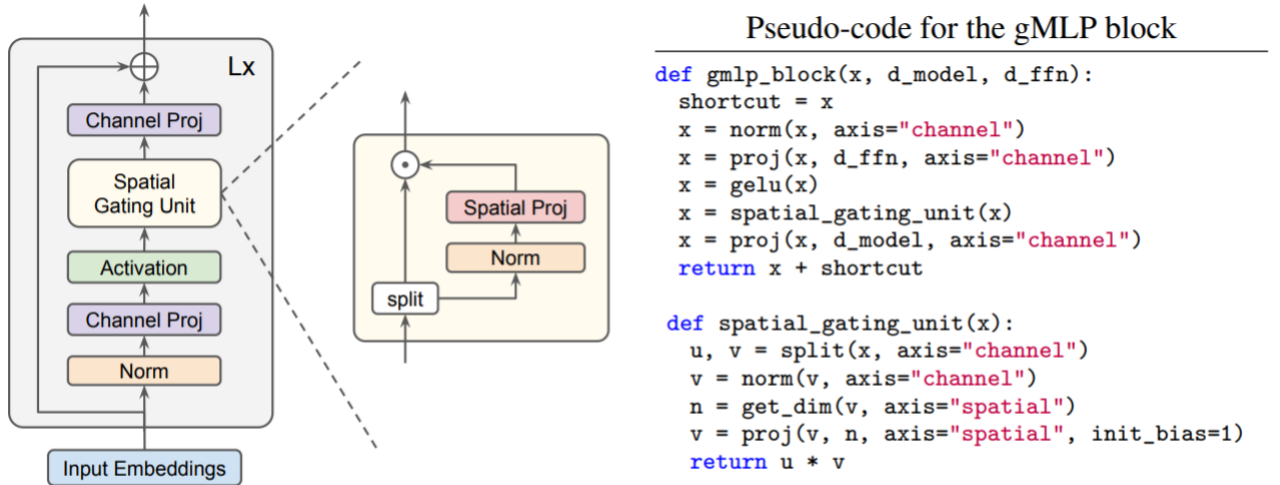 Lx
Channel Proj
Spatial
Gating Unit
Activation
Channel Proj
Norm
Input Embeddings
Spatial Proj
Norm
split
Pseudo-code for the gMLP block
def gmlp_block(x, d_model, d_ffn):
  shortcut = x
  x = norm(x, axis="channel")
  x = proj(x, d_ffn, axis="channel")
  x = gelu(x)
  x = spatial_gating_unit(x)
  x = proj(x, d_model, axis="channel")
  return x + shortcut
def spatial_gating_unit(x):
  u, v = split(x, axis="channel")
  v = norm(v, axis="channel")
  n = get_dim(v, axis="spatial")
  v = proj(v, n, axis="spatial", init_bias=1)
  return u * v